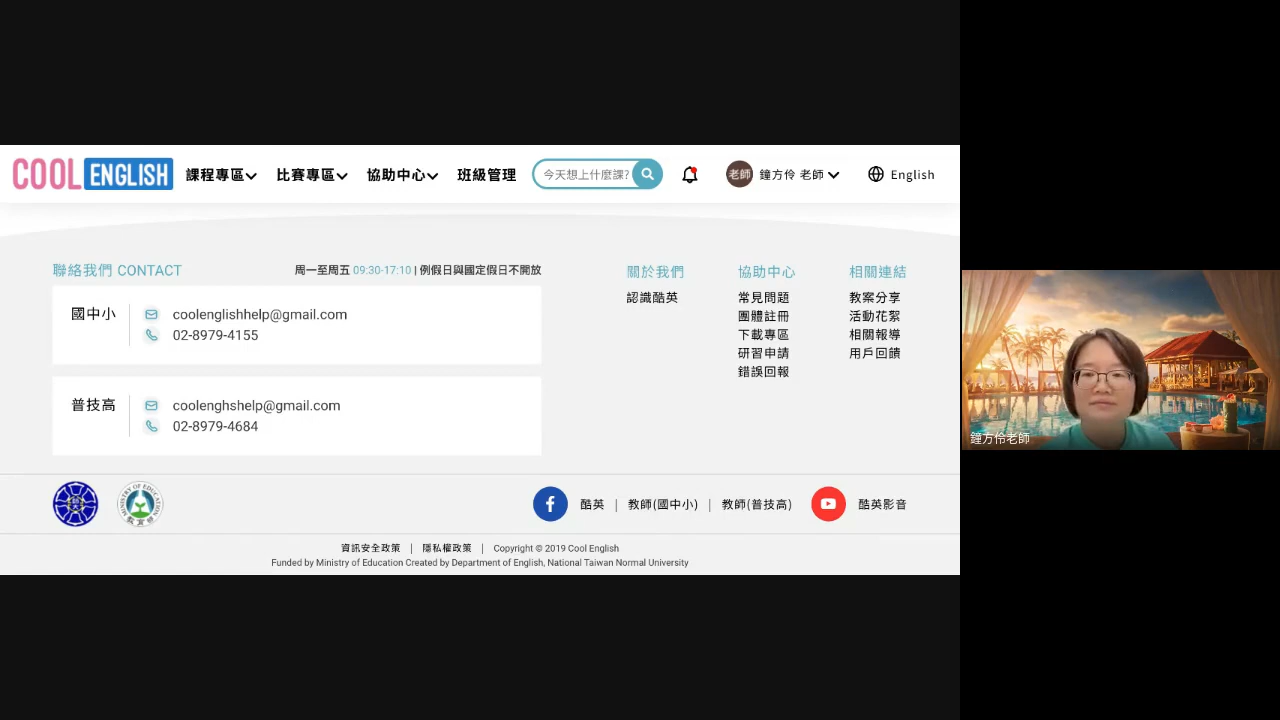 COOL ENGLISH 課程專區 比賽專區 協助中心 班級管理 今天想上什麼課? 老師 鐘方伶 老師 English
聯絡我們 CONTACT 周一至周五 09:30-17:10 | 例假日與國定假日不開放
國中小 coolenglishhelp@gmail.com
02-8979-4155
普技高 coolenghshelp@gmail.com
02-8979-4684
關於我們
認識酷英
協助中心
常見問題
團體註冊
下載專區
研習申請
錯誤回報
相關連結
教案分享
活動花絮
相關報導
用戶回饋
鐘方伶老師
MINISTRY OF EDUCATION
教育部
酷英 | 教師(國中小) | 教師(普技高) 酷英影音
資訊安全政策 | 隱私權政策 | Copyright © 2019 Cool English
Funded by Ministry of Education Created by Department of English, National Taiwan Normal University